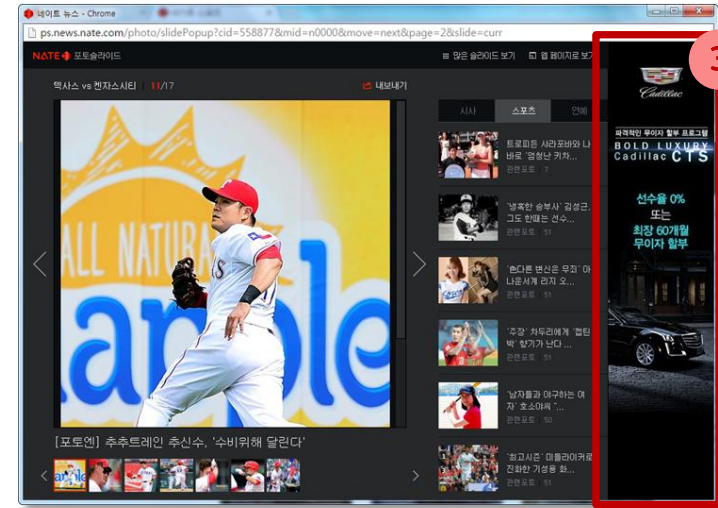 네이트 뉴스 - Chrome
ps.news.nate.com/photo/slidePopup?cid=558877&mid=n0000&move=next&page=2&slide=curr
NATE 포토슬라이드
많은 슬라이드 보기
웹 페이지로 보기
텍사스 vs 켄자스시티 11/17
내보내기
ALL NATURAL
[포토엔] 추추트레인 추신수, '수비위해 달린다'
시사 스포츠 연예
트로피든 샤라포바와 나
바로 '엄청난 키차...
관련포토 7
'냉혹한 승부사' 김성근,
그도 한때는 선수...
관련포토 51
'色다른 변신은 무죄' 아
나운서계 리지 오...
관련포토 51
'주장' 차두리에게 '캡틴
박' 향기가 난다 ...
관련포토 51
'남자들과 야구하는 여
자' 호소야씨 "...
관련포토 50
'최고시즌' 미들라이커로
진화한 기성용 화...
관련포토 51
3
Cadillac
파격적인 무이자 할부 프로그램
BOLD LUXURY
Cadillac CTS
선수율 0%
또는
최장 60개월
무이자 할부